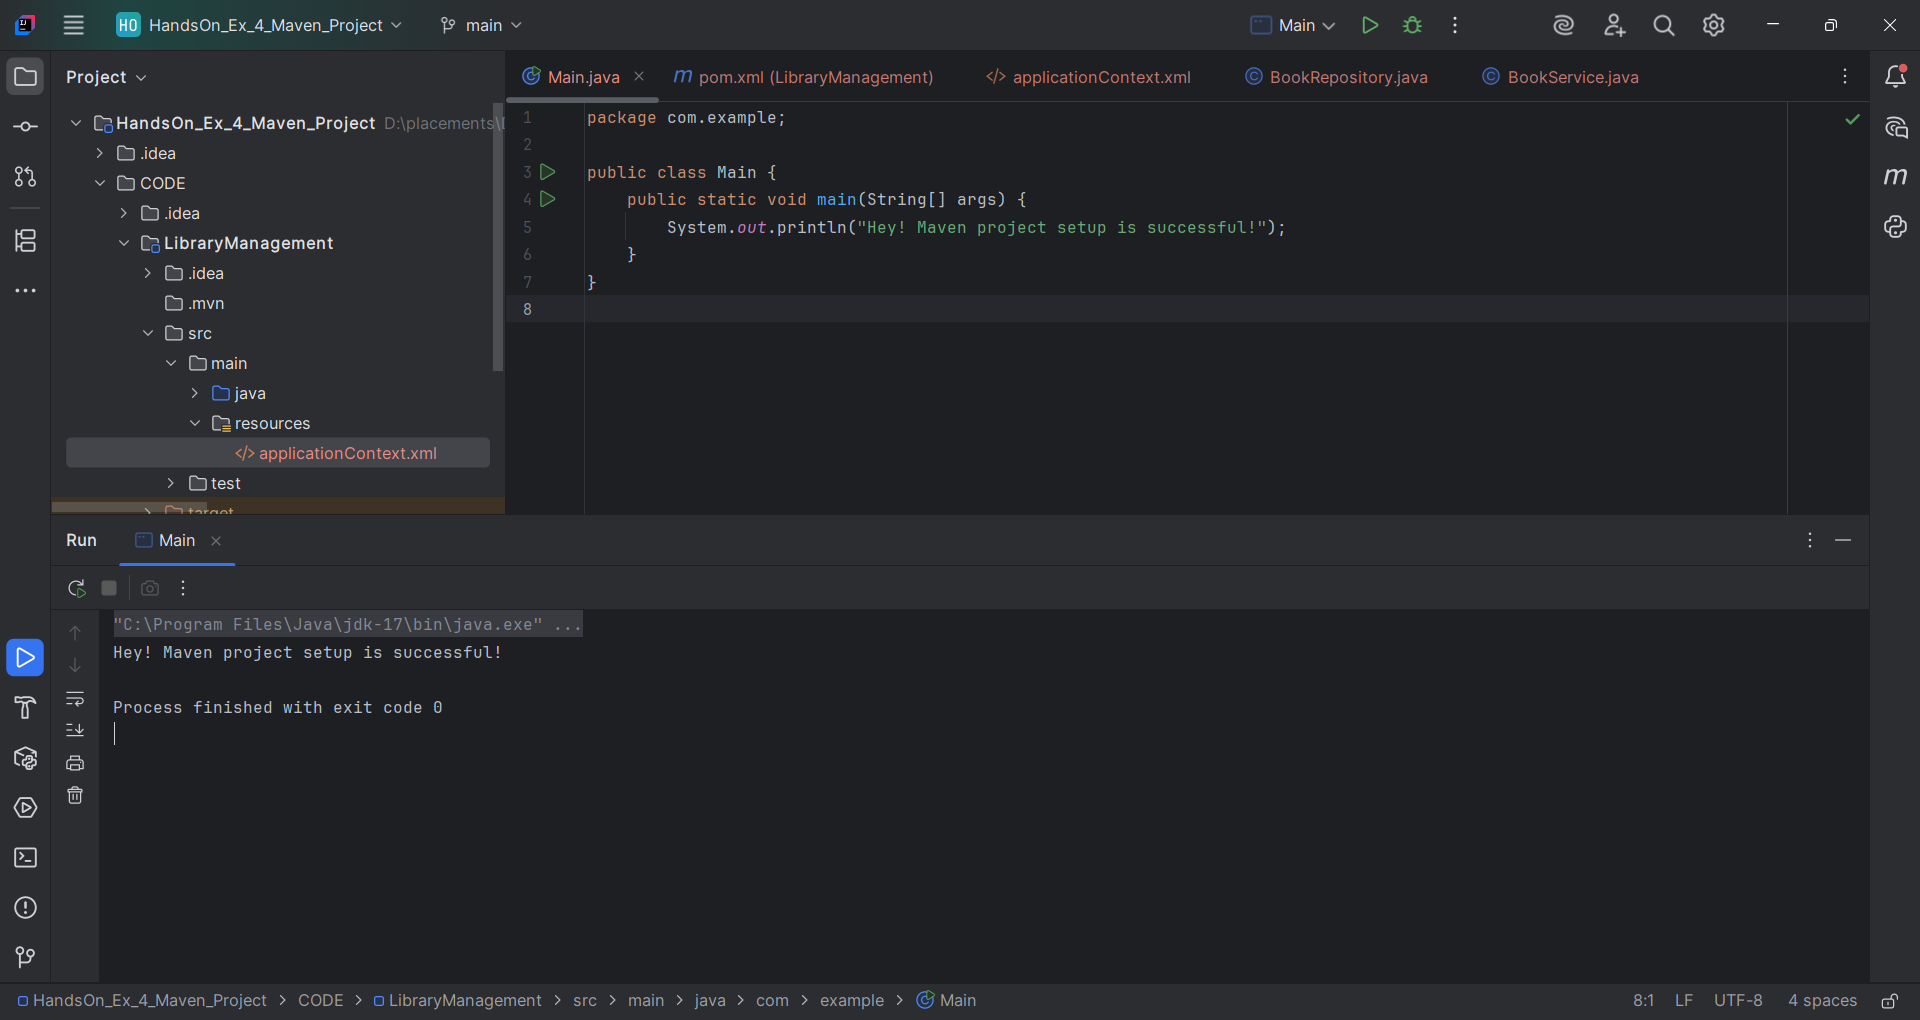 HO HandsOn_Ex_4_Maven_Project main Main
Project
HandsOn_Ex_4_Maven_Project D:\placements\
.idea
CODE
.idea
LibraryManagement
.idea
.mvn
src
main
java
resources
</> applicationContext.xml
test
target
Main.java m pom.xml (LibraryManagement) </> applicationContext.xml BookRepository.java BookService.java
1 package com.example;
2
3 public class Main {
4 public static void main(String[] args) {
5 System.out.println("Hey! Maven project setup is successful!");
6 }
7 }
8
m
Run Main
"C:\Program Files\Java\jdk-17\bin\java.exe" ...
Hey! Maven project setup is successful!
Process finished with exit code 0
HandsOn_Ex_4_Maven_Project > CODE > LibraryManagement > src > main > java > com > example > Main 8:1 LF UTF-8 4 spaces